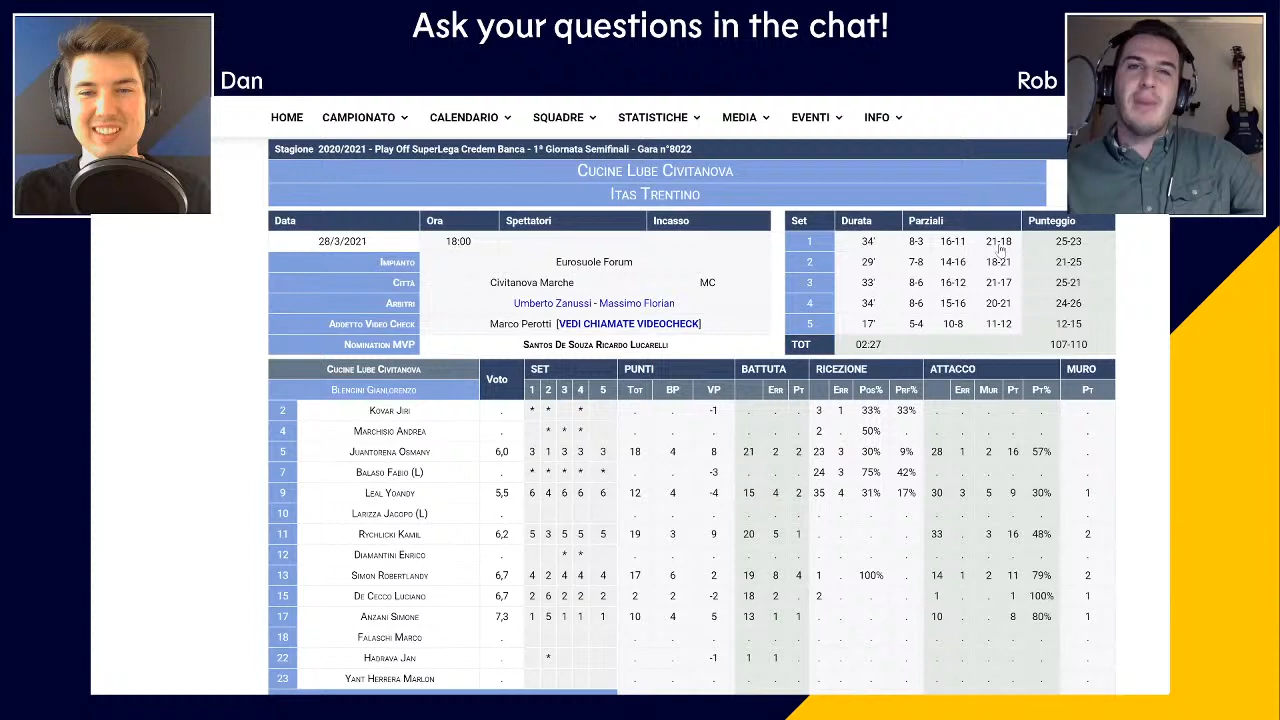 Ask your questions in the chat!
Dan
Rob
HOME CAMPIONATO CALENDARIO SQUADRE STATISTICHE MEDIA EVENTI INFO
Stagione 2020/2021 - Play Off SuperLega Credem Banca - 1ª Giornata Semifinali - Gara n°8022
Cucine Lube Civitanova
Itas Trentino
Data Ora Spettatori Incasso
28/3/2021 18:00
Impianto Eurosuole Forum
Città Civitanova Marche MC
Arbitri Umberto Zanussi - Massimo Florian
Addetto Video Check Marco Perotti [VEDI CHIAMATE VIDEOCHECK]
Nomination MVP Santos De Souza Ricardo Lucarelli
Set Durata Parziali Punteggio
1 34' 8-3 16-11 21-18 25-23
2 29' 7-8 14-16 18-21 21-25
3 33' 8-6 16-12 21-17 25-21
4 34' 8-6 15-16 20-21 24-26
5 17' 5-4 10-8 11-12 12-15
TOT 02:27 107-110
Cucine Lube Civitanova Voto SET PUNTI BATTUTA RICEZIONE ATTACCO MURO
Blengini Gianlorenzo 1 2 3 4 5 Tot BP VP Err Pt Err Pos% Prf% Err Mur Pt Pt% Pt
2 Kovar Jiri . * * * . . -1 . . . 3 1 33% 33% . . . . . .
4 Marchisio Andrea . * * * . . . . . . 2 . 50% . . . . . . .
5 Juantorena Osmany 6,0 3 1 3 3 3 18 4 8 21 2 2 23 3 30% 9% 28 1 2 16 57% .
7 Balaso Fabio (L) . * * * * * . . -3 . . . 24 3 75% 42% . . . . . .
9 Leal Yoandy 5,5 6 4 6 6 6 12 4 -4 15 4 2 35 4 31% 17% 30 3 5 9 30% 1
10 Larizza Jacopo (L) . . . . . . . . . . . . . . . . .
11 Rychlicki Kamil 6,2 5 3 5 5 5 19 3 9 20 5 1 . . . . 33 . 3 16 48% 2
12 Diamantini Enrico . * * . . . . . . . . . . . . . . . .
13 Simon Robertlandy 6,7 4 2 4 4 4 17 6 2 19 8 4 1 . 100% . 14 1 2 11 79% 2
15 De Cecco Luciano 6,7 2 6 2 2 2 2 2 -2 18 2 . 2 . . . 1 . . 1 100% 1
17 Anzani Simone 7,3 1 5 1 1 1 10 4 5 13 1 1 . . . . 10 . . 8 80% 1
18 Falaschi Marco . . . . . . . . . . . . . . . . .
22 Hadrava Jan . * . . -1 1 1 . . . . . . . . . . .
23 Yant Herrera Marlon . . . . . . . . . . . . . . . . .